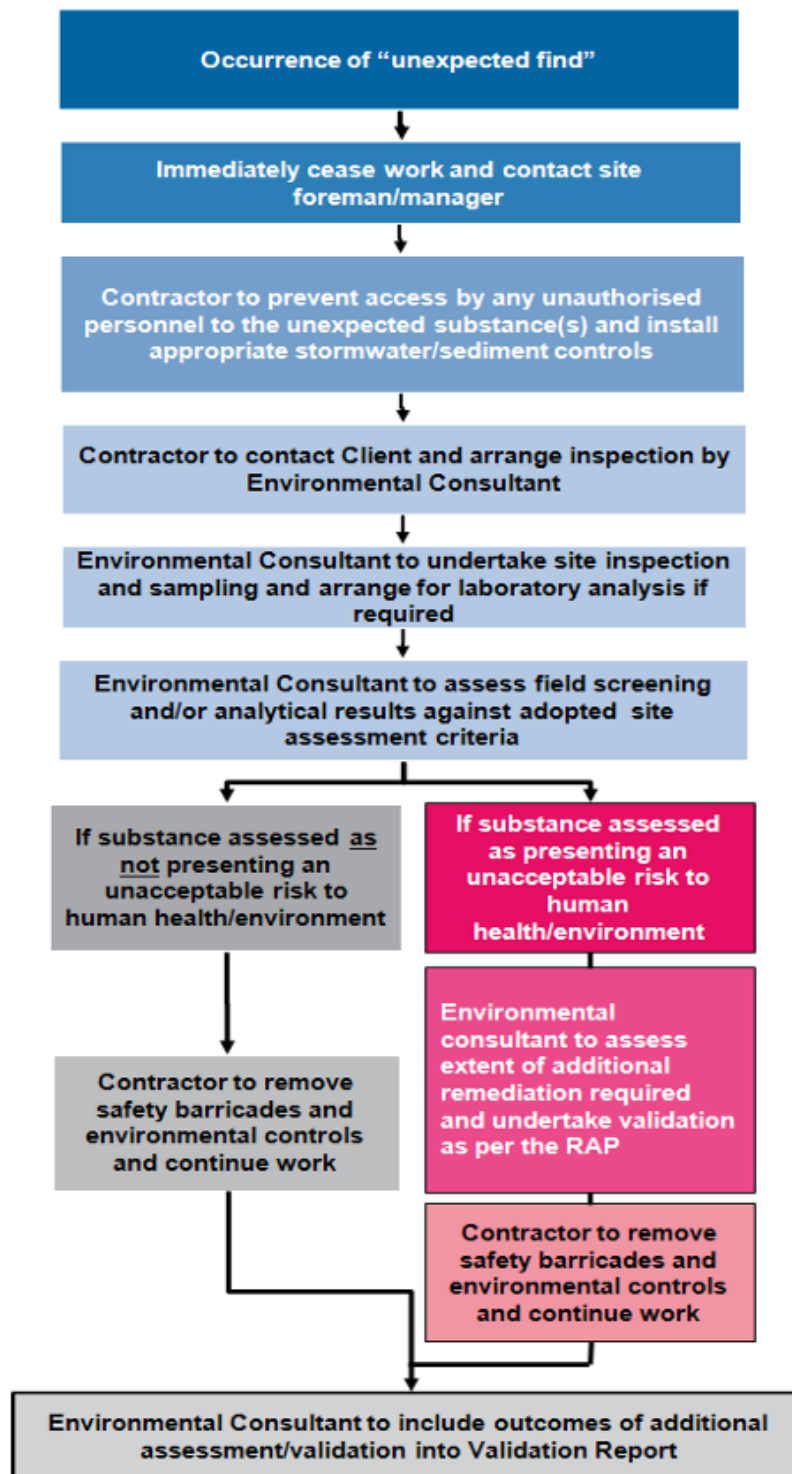 Occurrence of “unexpected find”
Immediately cease work and contact site
foreman/manager
Contractor to prevent access by any unauthorised
personnel to the unexpected substance(s) and install
appropriate stormwater/sediment controls
Contractor to contact Client and arrange inspection by
Environmental Consultant
Environmental Consultant to undertake site inspection
and sampling and arrange for laboratory analysis if
required
Environmental Consultant to assess field screening
and/or analytical results against adopted site
assessment criteria
If substance assessed as
not presenting an
unacceptable risk to
human health/environment
If substance assessed
as presenting an
unacceptable risk to
human
health/environment
Environmental
consultant to assess
extent of additional
remediation required
and undertake validation
as per the RAP
Contractor to remove
safety barricades and
environmental controls
and continue work
Contractor to remove
safety barricades and
environmental controls
and continue work
Environmental Consultant to include outcomes of additional
assessment/validation into Validation Report